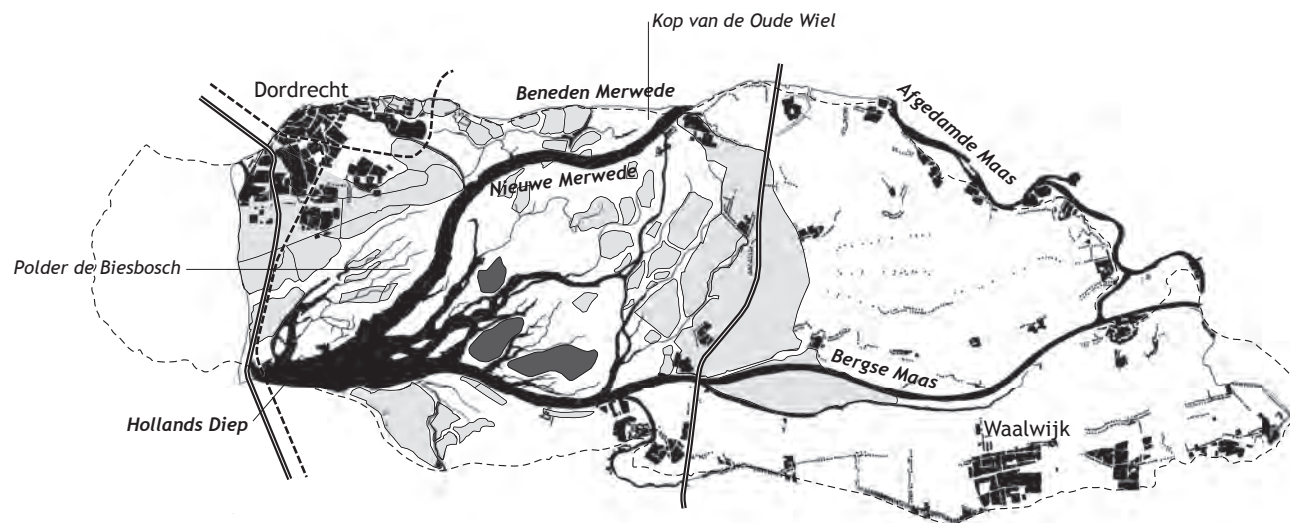 Kop van de Oude Wiel
Dordrecht
Beneden Merwede
Afgedamde Maas
Nieuwe Merwede
Polder de Biesbosch
Bergse Maas
Hollands Diep
Waalwijk